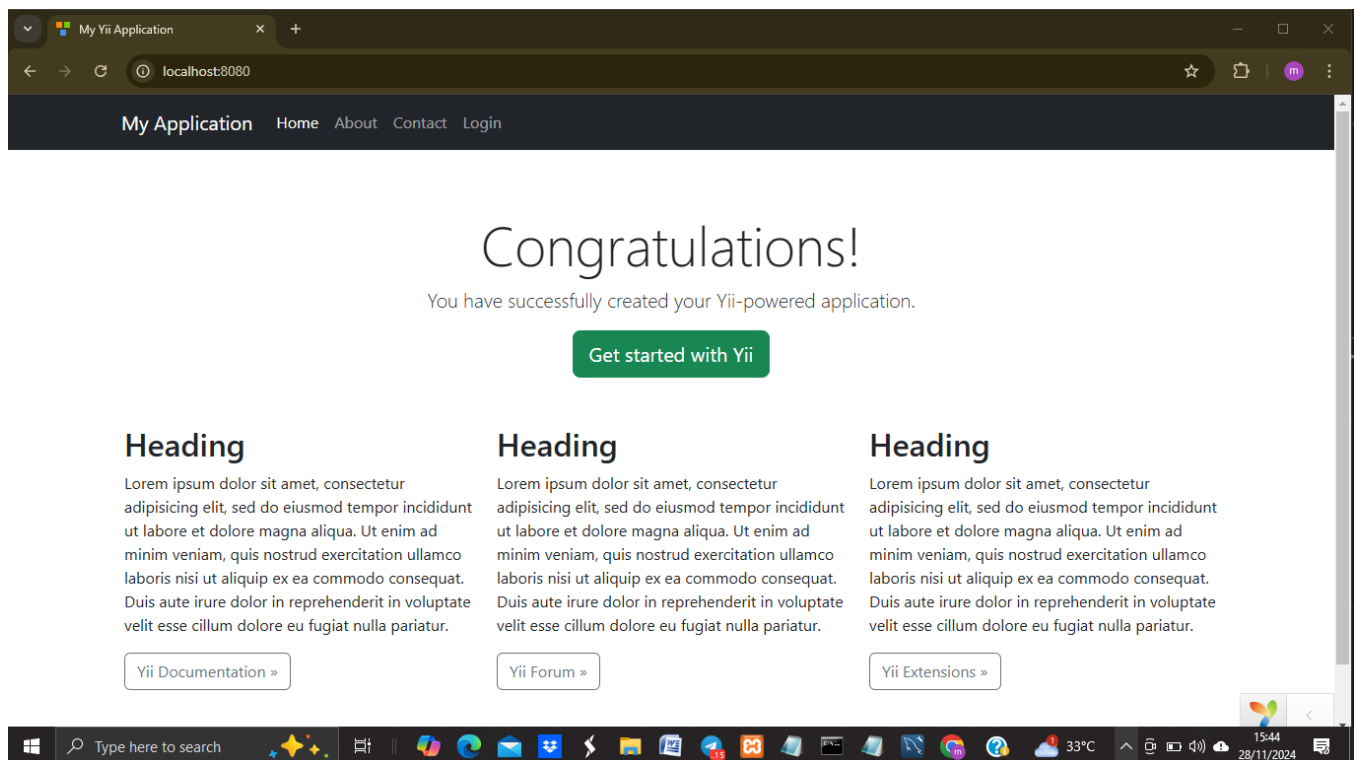 My Yii Application
localhost:8080
m
My Application Home About Contact Login
Congratulations!
You have successfully created your Yii-powered application.
Get started with Yii
Heading
Lorem ipsum dolor sit amet, consectetur
adipisicing elit, sed do eiusmod tempor incididunt
ut labore et dolore magna aliqua. Ut enim ad
minim veniam, quis nostrud exercitation ullamco
laboris nisi ut aliquip ex ea commodo consequat.
Duis aute irure dolor in reprehenderit in voluptate
velit esse cillum dolore eu fugiat nulla pariatur.
Yii Documentation »
Heading
Lorem ipsum dolor sit amet, consectetur
adipisicing elit, sed do eiusmod tempor incididunt
ut labore et dolore magna aliqua. Ut enim ad
minim veniam, quis nostrud exercitation ullamco
laboris nisi ut aliquip ex ea commodo consequat.
Duis aute irure dolor in reprehenderit in voluptate
velit esse cillum dolore eu fugiat nulla pariatur.
Yii Forum »
Heading
Lorem ipsum dolor sit amet, consectetur
adipisicing elit, sed do eiusmod tempor incididunt
ut labore et dolore magna aliqua. Ut enim ad
minim veniam, quis nostrud exercitation ullamco
laboris nisi ut aliquip ex ea commodo consequat.
Duis aute irure dolor in reprehenderit in voluptate
velit esse cillum dolore eu fugiat nulla pariatur.
Yii Extensions »
Type here to search
15
33°C
15:44
28/11/2024